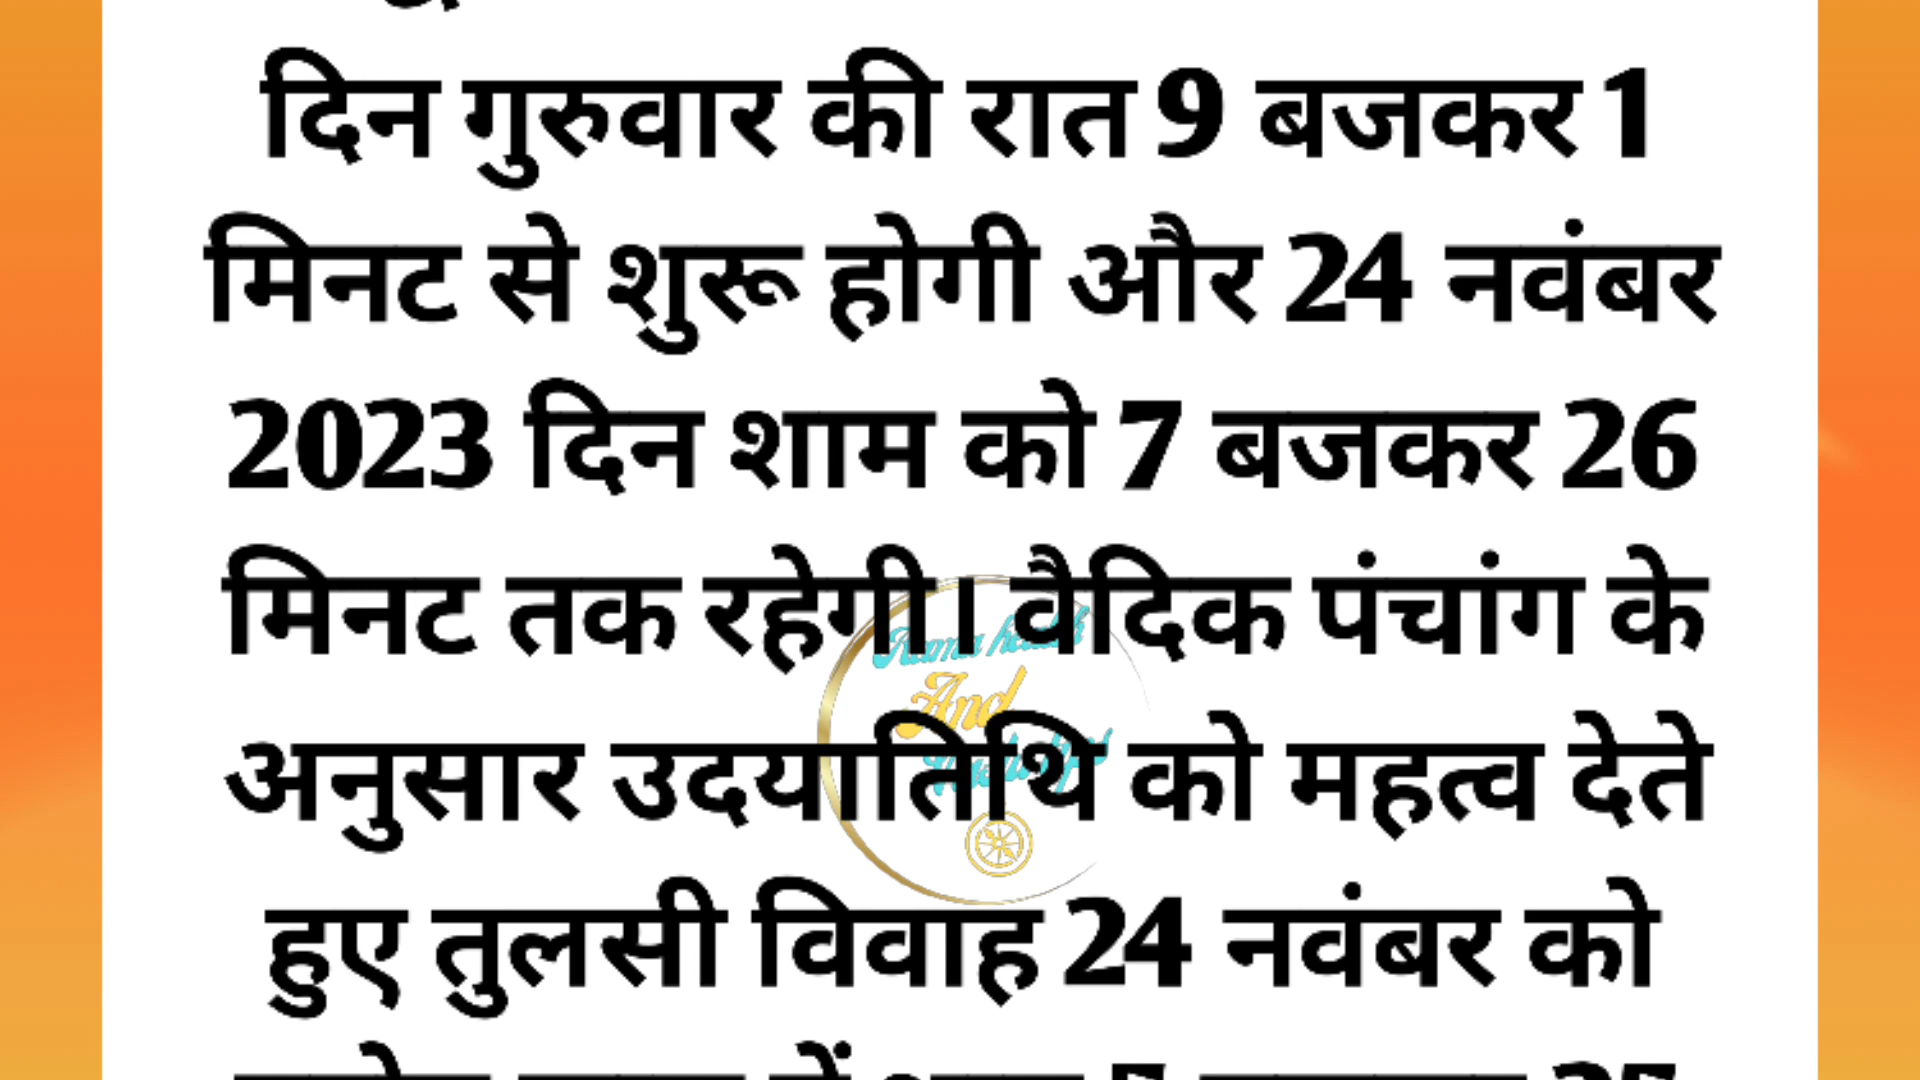 दिन गुरुवार की रात 9 बजकर 1
मिनट से शुरू होगी और 24 नवंबर
2023 दिन शाम को 7 बजकर 26
मिनट तक रहेगी। वैदिक पंचांग के
अनुसार उदयातिथि को महत्व देते
हुए तुलसी विवाह 24 नवंबर को
And